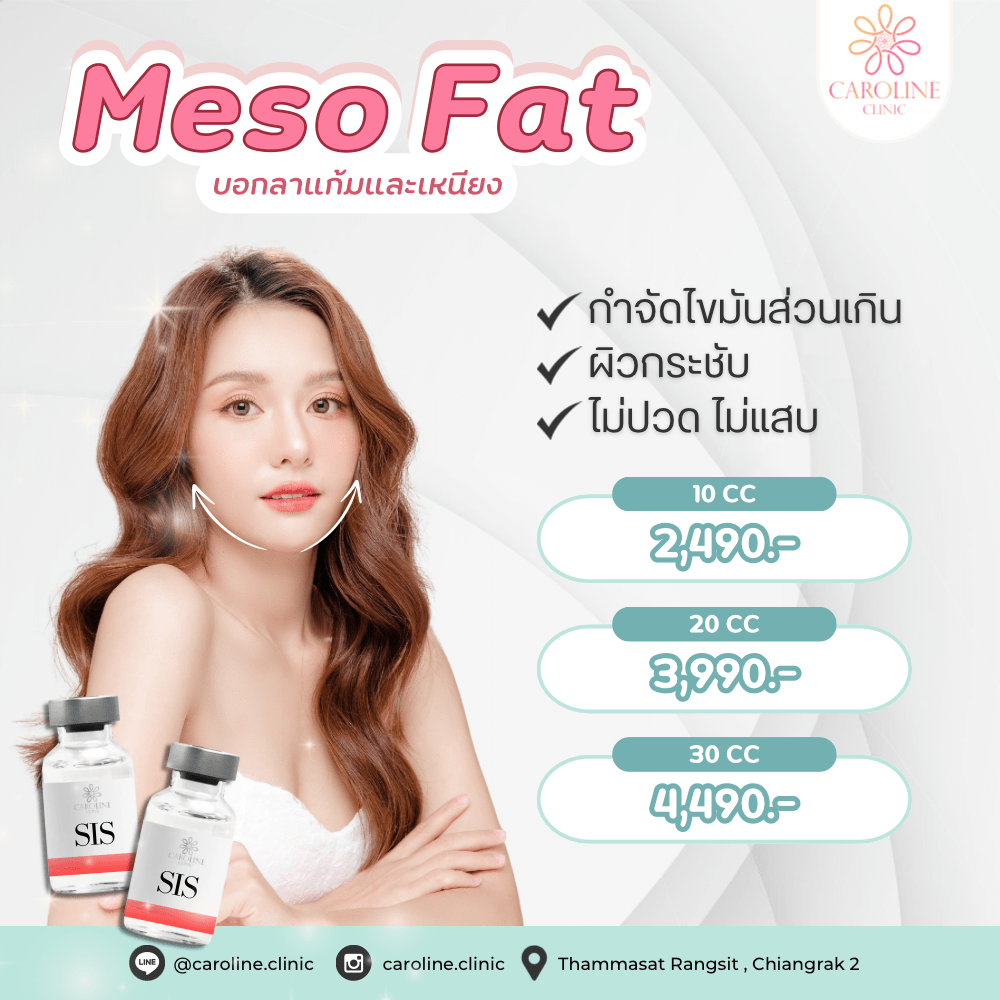 Meso Fat
บอกลาแก้มและเหนียง
CAROLINE
CLINIC
กำจัดไขมันส่วนเกิน
ผิวกระชับ
ไม่ปวด ไม่แสบ
10 CC
2,490.-
20 CC
3,990.-
30 CC
4,490.-
CAROLINE
SIS
CAROLINE
CLINIC
SIS
LINE @caroline.clinic caroline.clinic Thammasat Rangsit , Chiangrak 2